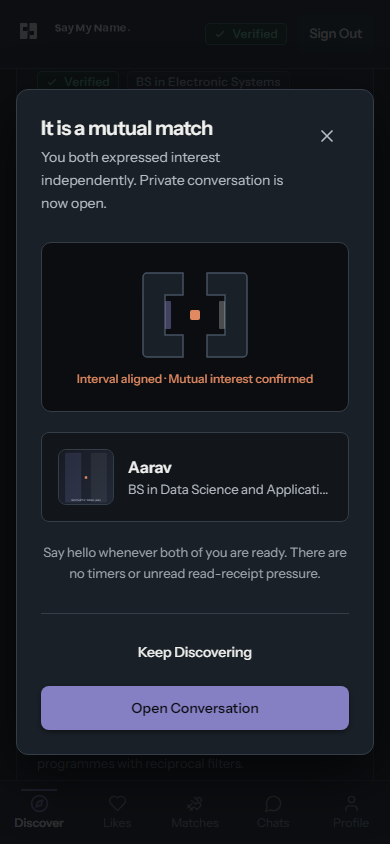 Say My Name.
Verified
Sign Out
Verified
BS in Electronic Systems
It is a mutual match
You both expressed interest
independently. Private conversation is
now open.
Interval aligned · Mutual interest confirmed
Aarav
BS in Data Science and Applicati...
Say hello whenever both of you are ready. There are
no timers or unread read-receipt pressure.
Keep Discovering
Open Conversation
programmes with reciprocal filters.
Discover
Likes
Matches
Chats
Profile